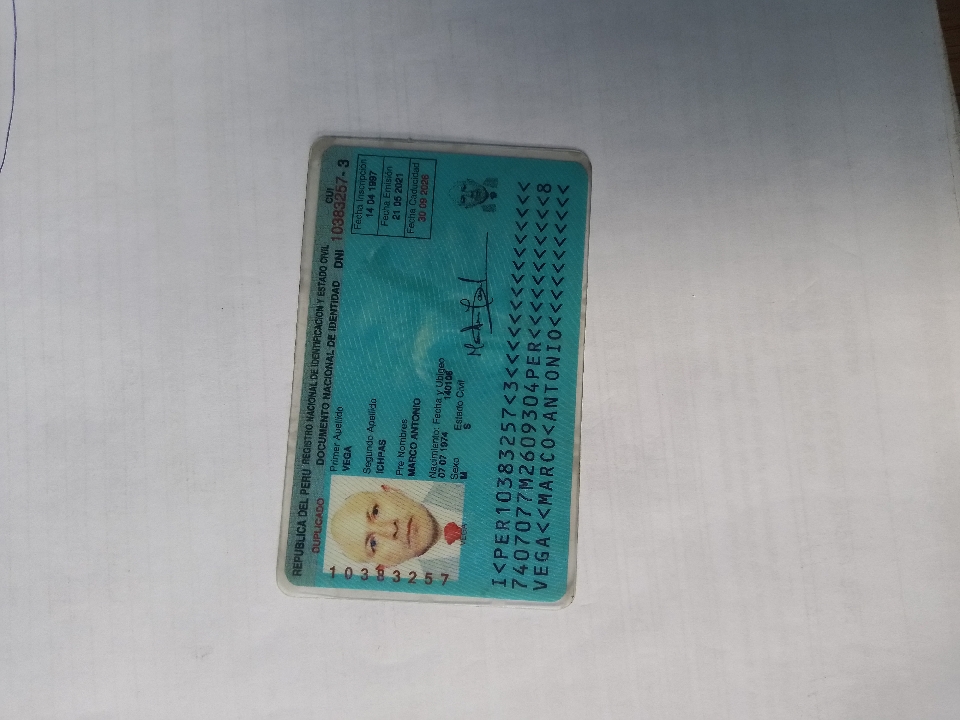 REPUBLICA DEL PERU REGISTRO NACIONAL DE IDENTIFICACION Y ESTADO CIVIL
DUPLICADO
DOCUMENTO NACIONAL DE IDENTIDAD DNI 10383257 - 3
CUI
Primer Apellido
VEGA
Segundo Apellido
ICHPAS
Pre Nombres
MARCO ANTONIO
Nacimiento: Fecha y Ubigeo
07 07 1974 140106
Sexo Estado Civil
M S
Fecha Inscripción
14 04 1997
Fecha Emisión
21 05 2021
Fecha Caducidad
30 09 2026
10383257
VEGA
I<PER10383257<3<<<<<<<<<<<<<<<
7407077M2609304PER<<<<<<<<<<<8
VEGA<<MARCO<ANTONIO<<<<<<<<<<<